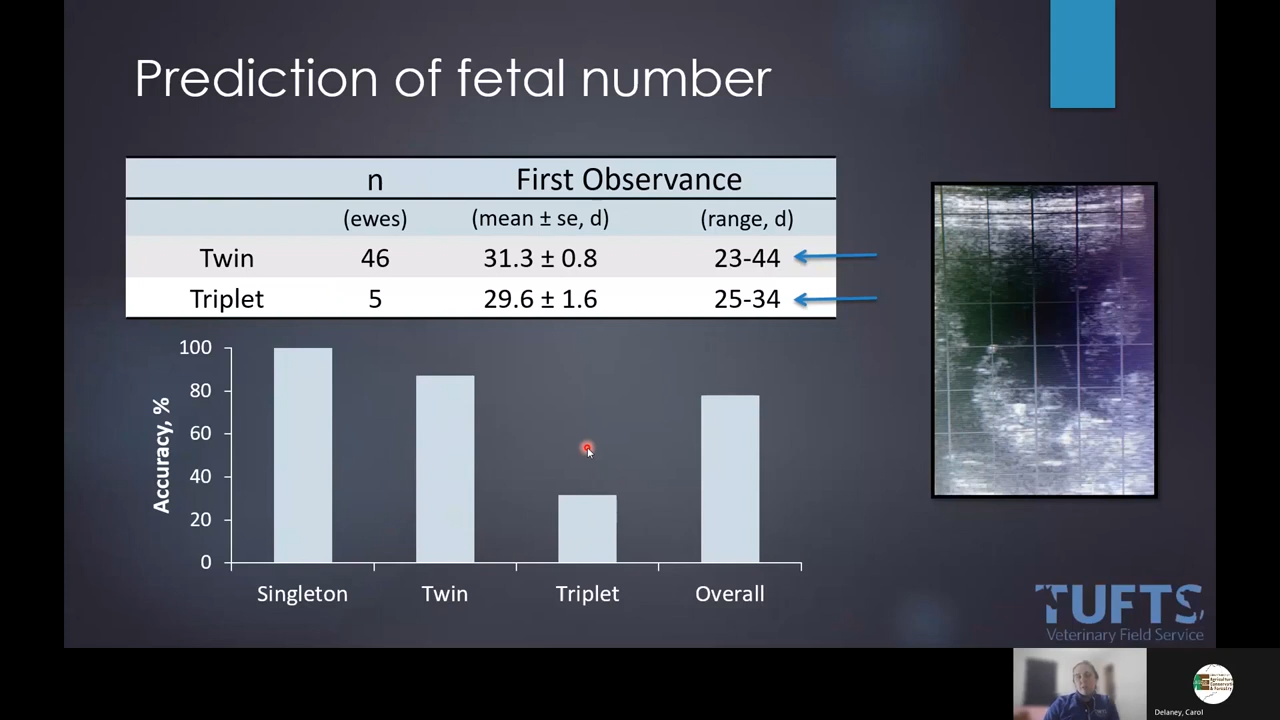 Prediction of fetal number
n First Observance
(ewes) (mean ± se, d) (range, d)
Twin 46 31.3 ± 0.8 23-44
Triplet 5 29.6 ± 1.6 25-34
Accuracy, %
100
80
60
40
20
0
Singleton Twin Triplet Overall
TUFTS
Veterinary Field Service
Delaney, Carol